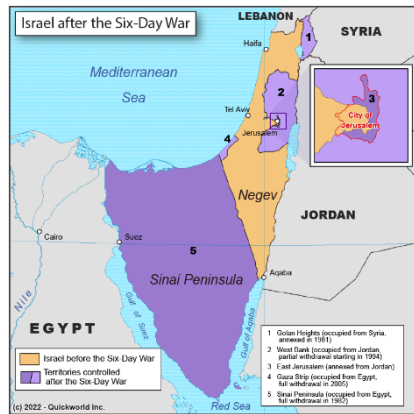 Israel after the Six-Day War
LEBANON
SYRIA
1
Haifa
Mediterranean
Sea
2
3
City of
Jerusalem
Tel Aviv
Jerusalem
4
Negev
JORDAN
Cairo
Suez
5
Sinai Peninsula
Aqaba
EGYPT
Nile
Gulf of Suez
Gulf of Aqaba
Red Sea
Israel before the Six-Day War
Territories controlled
after the Six-Day War
1 Golan Heights (occupied from Syria,
annexed in 1981)
2 West Bank (occupied from Jordan,
partial withdrawal starting in 1994)
3 East Jerusalem (annexed from Jordan)
4 Gaza Strip (occupied from Egypt,
full withdrawal in 2005)
5 Sinai Peninsula (occupied from Egypt,
full withdrawal in 1982)
(c) 2022 - Quickworld Inc.